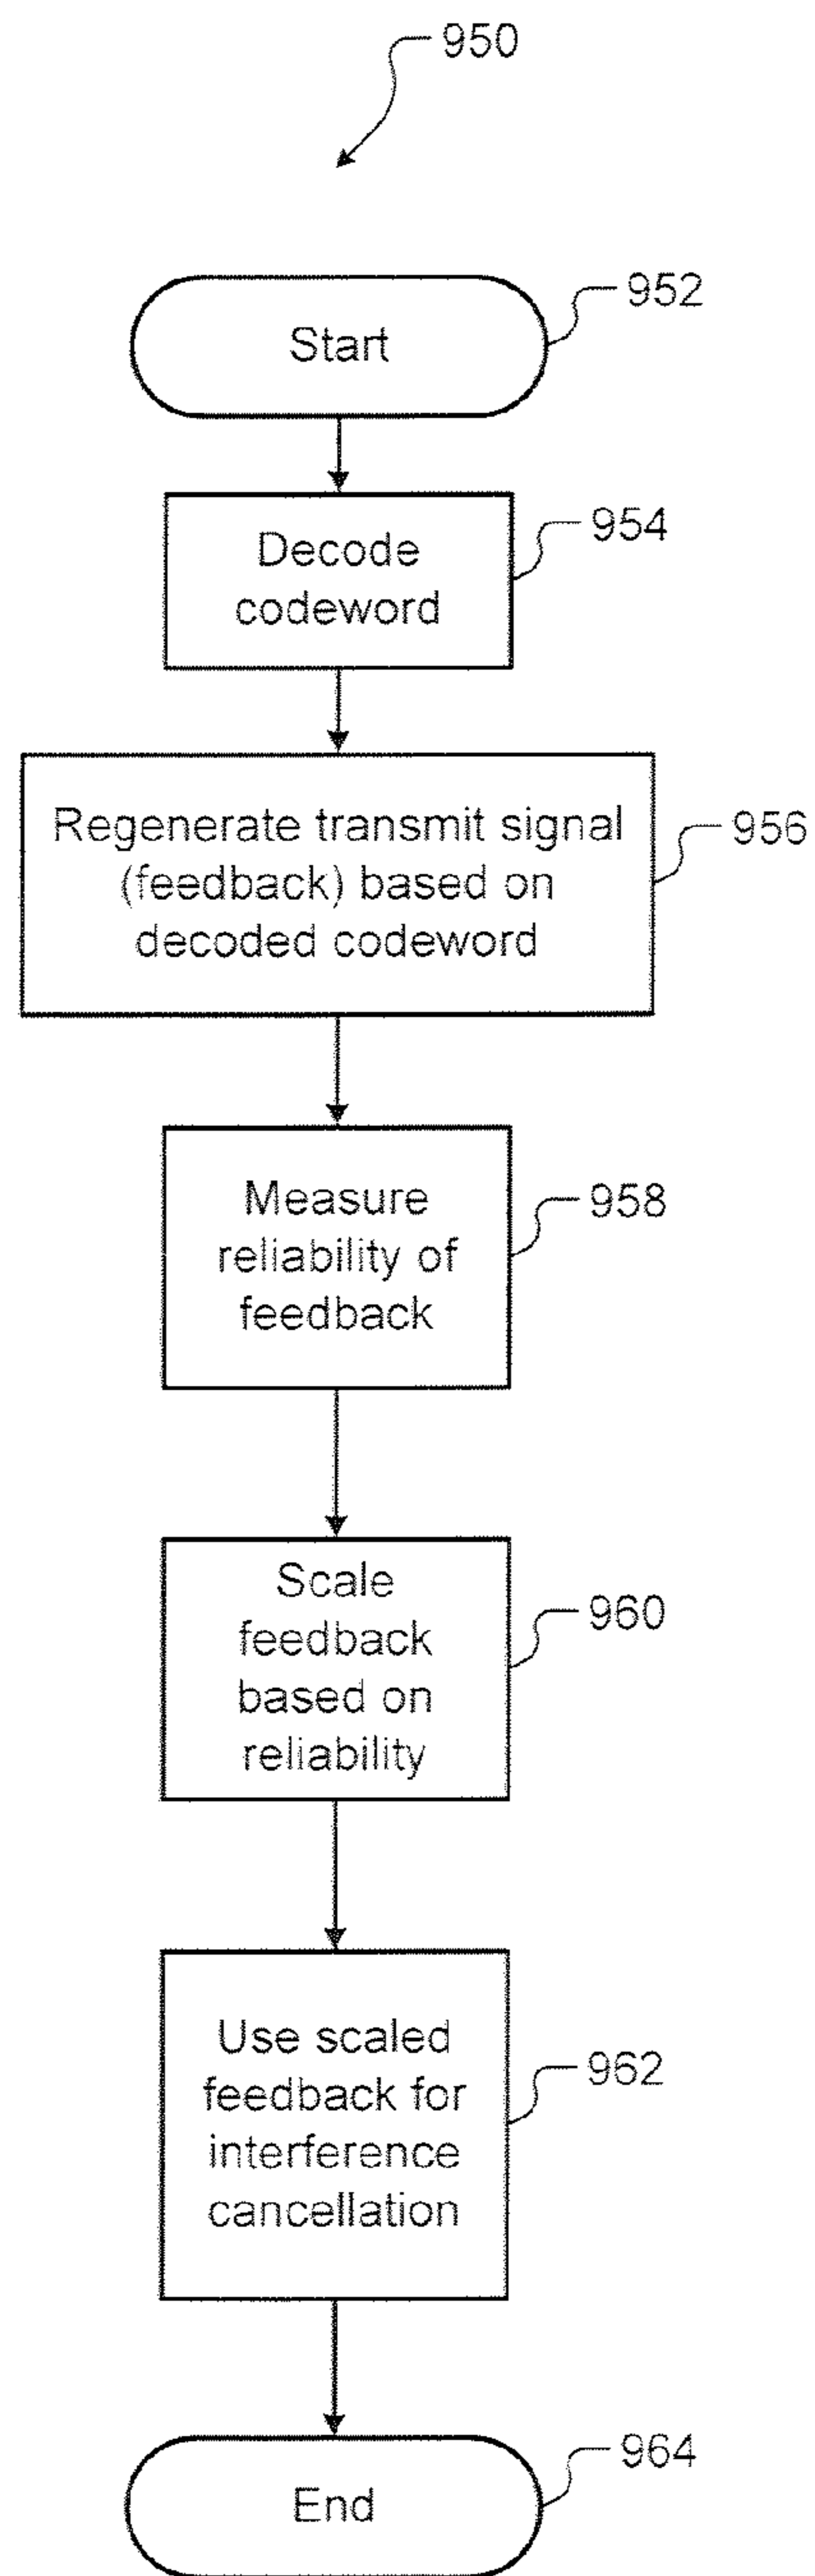 950
952
Start
954
Decode
codeword
Regenerate transmit signal
(feedback) based on
decoded codeword
956
Measure
reliability of
feedback
958
Scale
feedback
based on
reliability
960
Use scaled
feedback for
interference
cancellation
962
964
End